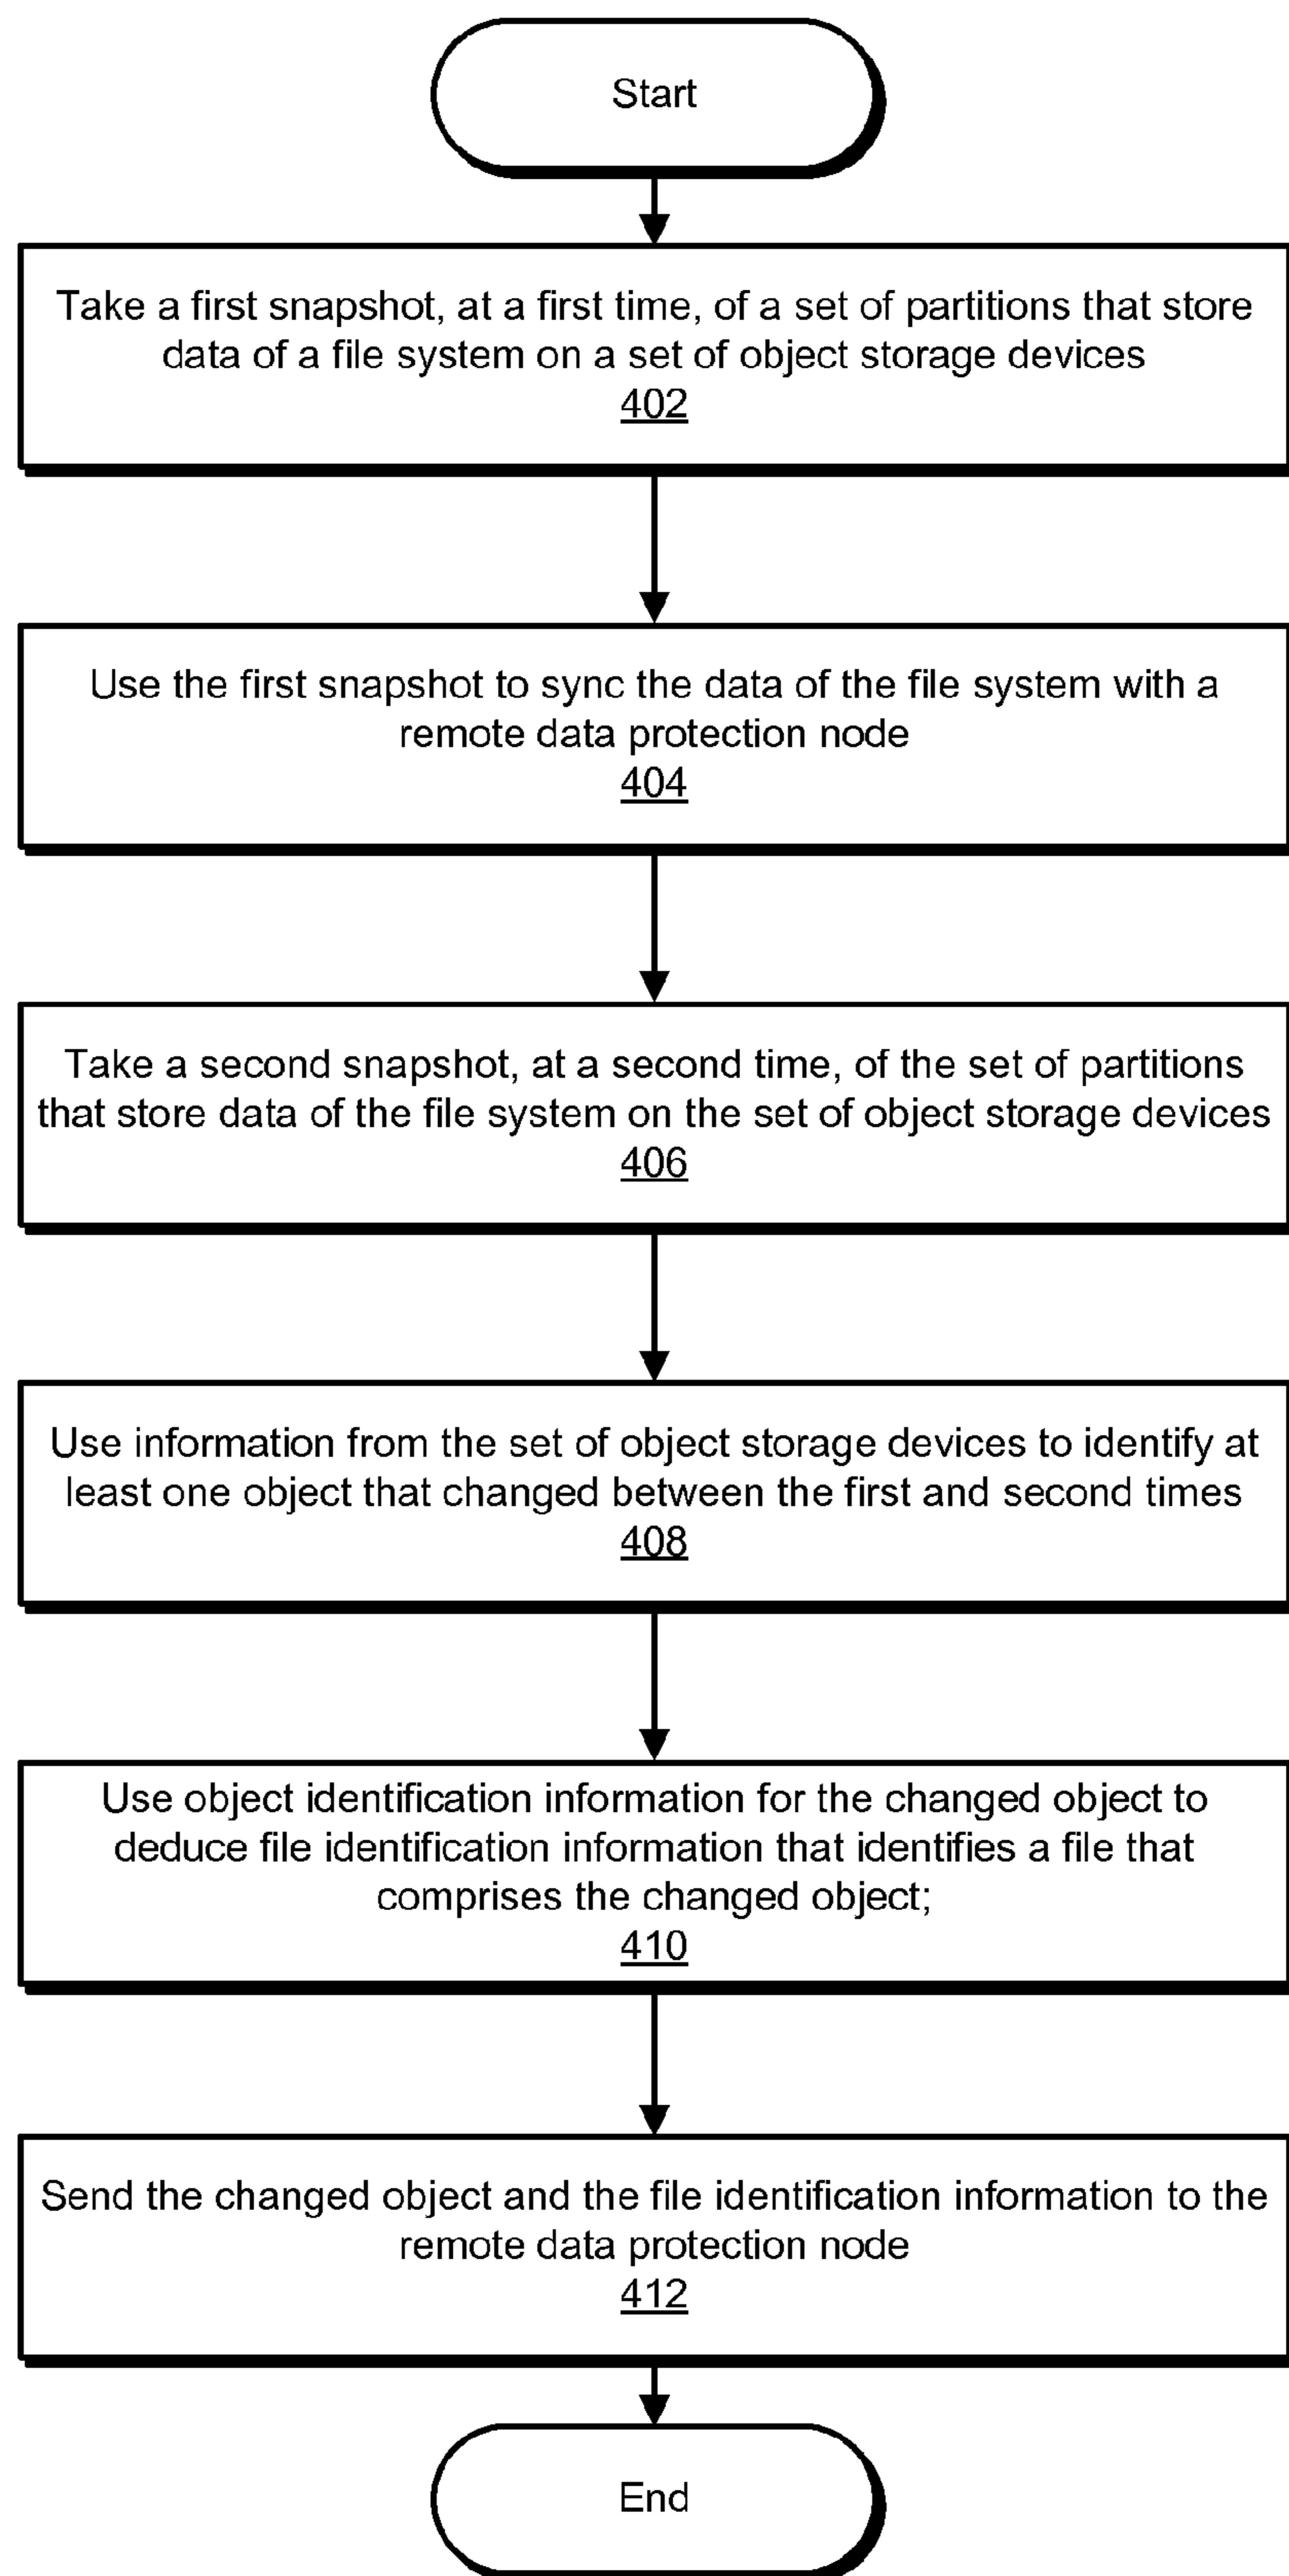 Start
Take a first snapshot, at a first time, of a set of partitions that store
data of a file system on a set of object storage devices
402
Use the first snapshot to sync the data of the file system with a
remote data protection node
404
Take a second snapshot, at a second time, of the set of partitions
that store data of the file system on the set of object storage devices
406
Use information from the set of object storage devices to identify at
least one object that changed between the first and second times
408
Use object identification information for the changed object to
deduce file identification information that identifies a file that
comprises the changed object;
410
Send the changed object and the file identification information to the
remote data protection node
412
End